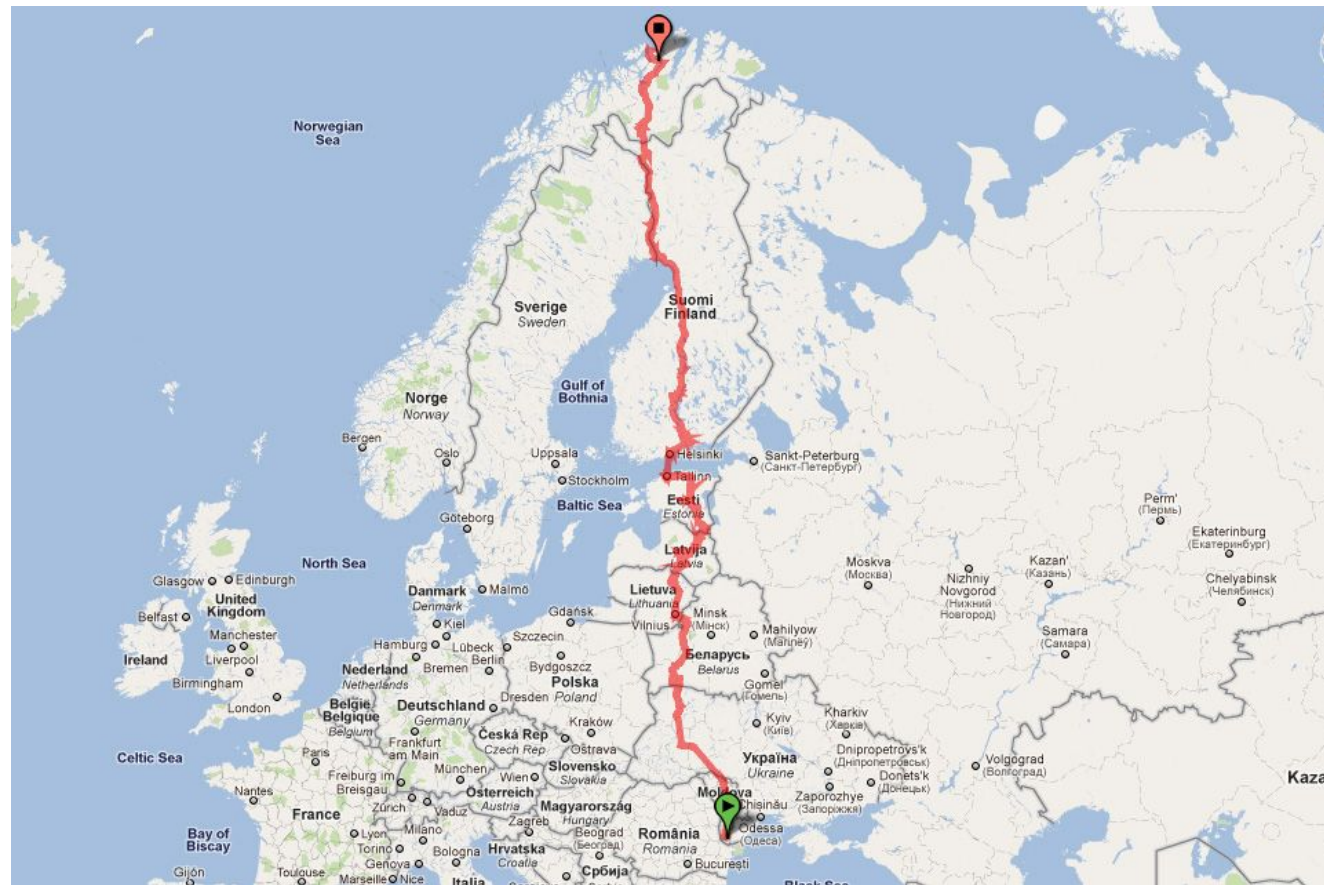 Norwegian
Sea
Sverige
Sweden
Suomi
Finland
Gulf of
Bothnia
Norge
Norway
Bergen
Oslo
Uppsala
Stockholm
Helsinki
Tallinn
Sankt-Peterburg
(Санкт-Петербург)
Eesti
Estonia
Baltic Sea
Perm'
(Пермь)
Ekaterinburg
(Екатеринбург)
Göteborg
North Sea
Latvija
Latvia
Moskva
(Москва)
Nizhniy
Novgorod
(Нижний
Новгород)
Kazan'
(Казань)
Chelyabinsk
(Челябинск)
Glasgow
Edinburgh
United
Kingdom
Danmark
Denmark
Malmö
Lietuva
Lithuania
Vilnius
Minsk
(Мінск)
Mahilyow
(Магілёў)
Samara
(Самара)
Belfast
Ireland
Manchester
Liverpool
Birmingham
London
Kiel
Hamburg
Lübeck
Bremen
Berlin
Gdańsk
Szczecin
Bydgoszcz
Polska
Poland
Беларусь
Belarus
Gomel
(Гомель)
Nederland
Netherlands
België
Belgique
Belgium
Deutschland
Germany
Dresden
Frankfurt
am Main
Česká Rep
Czech Rep
Kraków
Ostrava
Kyiv
(Київ)
Kharkiv
(Харків)
Україна
Ukraine
Dnipropetrovs'k
(Дніпропетровськ)
Donets'k
(Донецьк)
Zaporozhye
(Запоріжжя)
Volgograd
(Волгоград)
Kaza
Celtic Sea
Paris
Nantes
Freiburg im
Breisgau
München
Wien
Slovensko
Slovakia
Österreich
Austria
Magyarország
Hungary
Moldova
Chișinău
Odessa
(Одеса)
France
Zürich
Vaduz
Zagreb
Beograd
(Београд)
România
Romania
București
Bay of
Biscay
Lyon
Milano
Torino
Genova
Bologna
Hrvatska
Croatia
Србија
Gijón
Toulouse
Marseille
Nice
Italia
Black Sea